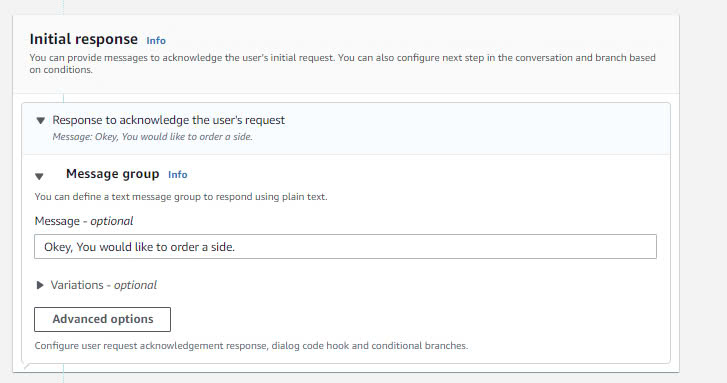 Initial response Info
You can provide messages to acknowledge the user's initial request. You can also configure next step in the conversation and branch based
on conditions.
Response to acknowledge the user's request
Message: Okey, You would like to order a side.
Message group Info
You can define a text message group to respond using plain text.
Message - optional
Okey, You would like to order a side.
Variations - optional
Advanced options
Configure user request acknowledgement response, dialog code hook and conditional branches.